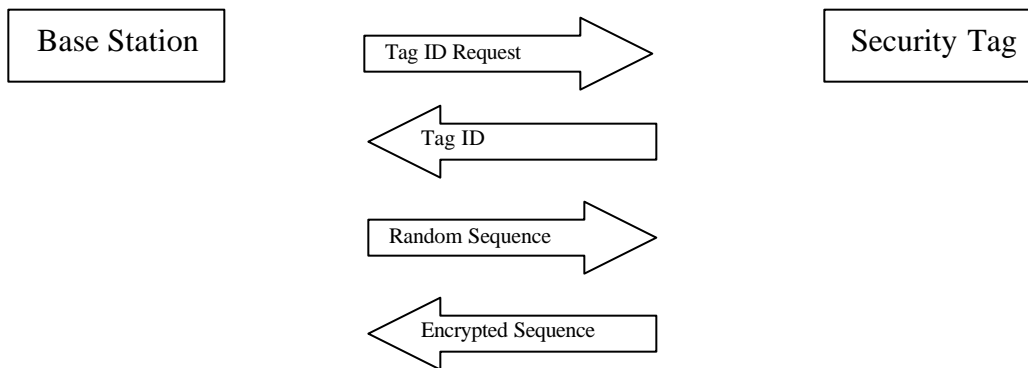 Base Station
Tag ID Request
Security Tag
Tag ID
Random Sequence
Encrypted Sequence